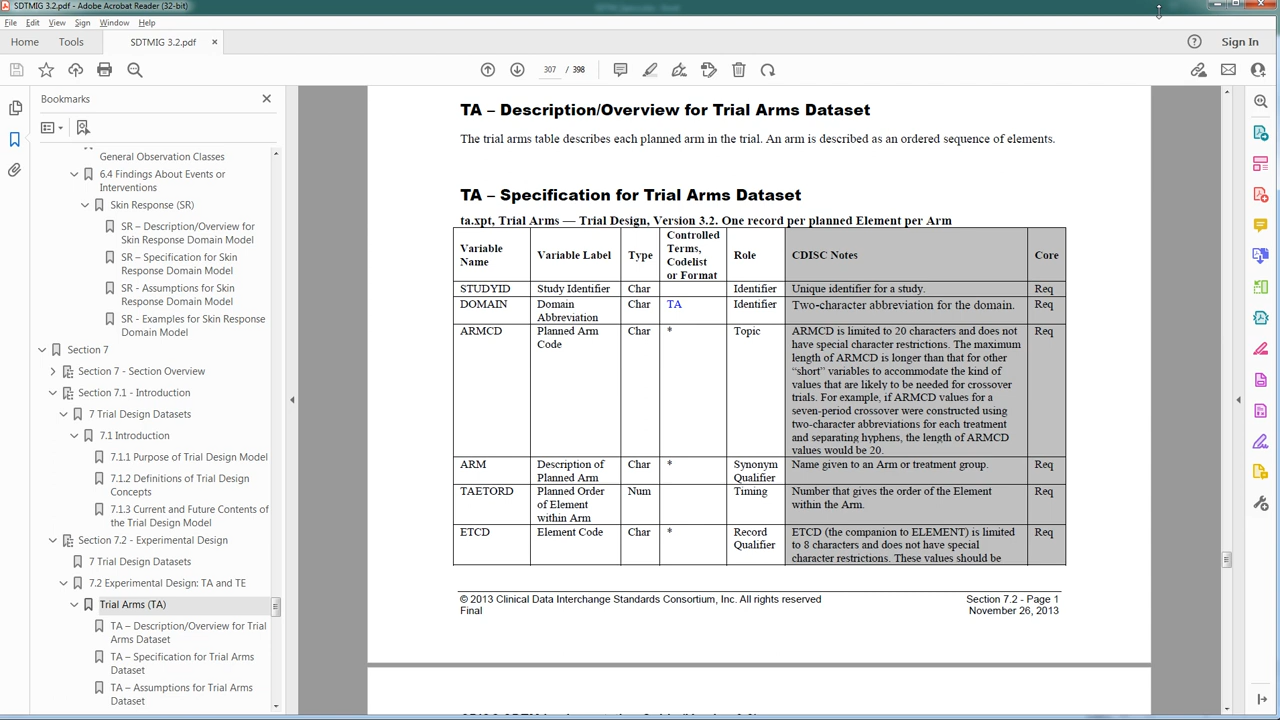 SDTMIG 3.2.pdf - Adobe Acrobat Reader (32-bit)
File Edit View Sign Window Help
Home Tools SDTMIG 3.2.pdf × Sign In
307 / 398
Bookmarks
General Observation Classes
6.4 Findings About Events or
Interventions
Skin Response (SR)
SR – Description/Overview for
Skin Response Domain Model
SR – Specification for Skin
Response Domain Model
SR - Assumptions for Skin
Response Domain Model
SR - Examples for Skin Response
Domain Model
Section 7
Section 7 - Section Overview
Section 7.1 - Introduction
7 Trial Design Datasets
7.1 Introduction
7.1.1 Purpose of Trial Design Model
7.1.2 Definitions of Trial Design
Concepts
7.1.3 Current and Future Contents of
the Trial Design Model
Section 7.2 - Experimental Design
7 Trial Design Datasets
7.2 Experimental Design: TA and TE
Trial Arms (TA)
TA – Description/Overview for Trial
Arms Dataset
TA – Specification for Trial Arms
Dataset
TA – Assumptions for Trial Arms
Dataset
TA – Description/Overview for Trial Arms Dataset
The trial arms table describes each planned arm in the trial. An arm is described as an ordered sequence of elements.
TA – Specification for Trial Arms Dataset
ta.xpt, Trial Arms — Trial Design, Version 3.2. One record per planned Element per Arm
Variable
Name
Variable Label
Type
Controlled
Terms,
Codelist
or Format
Role
CDISC Notes
Core
STUDYID Study Identifier Char Identifier Unique identifier for a study. Req
DOMAIN Domain Char TA Identifier Two-character abbreviation for the domain. Req
Abbreviation
ARMCD Planned Arm Char * Topic ARMCD is limited to 20 characters and does not Req
Code have special character restrictions. The maximum
length of ARMCD is longer than that for other
“short” variables to accommodate the kind of
values that are likely to be needed for crossover
trials. For example, if ARMCD values for a
seven-period crossover were constructed using
two-character abbreviations for each treatment
and separating hyphens, the length of ARMCD
values would be 20.
ARM Description of Char * Synonym Name given to an Arm or treatment group. Req
Planned Arm Qualifier
TAETORD Planned Order Num Timing Number that gives the order of the Element Req
of Element within the Arm.
within Arm
ETCD Element Code Char * Record ETCD (the companion to ELEMENT) is limited Req
Qualifier to 8 characters and does not have special
character restrictions. These values should be
© 2013 Clinical Data Interchange Standards Consortium, Inc. All rights reserved Section 7.2 - Page 1
Final November 26, 2013